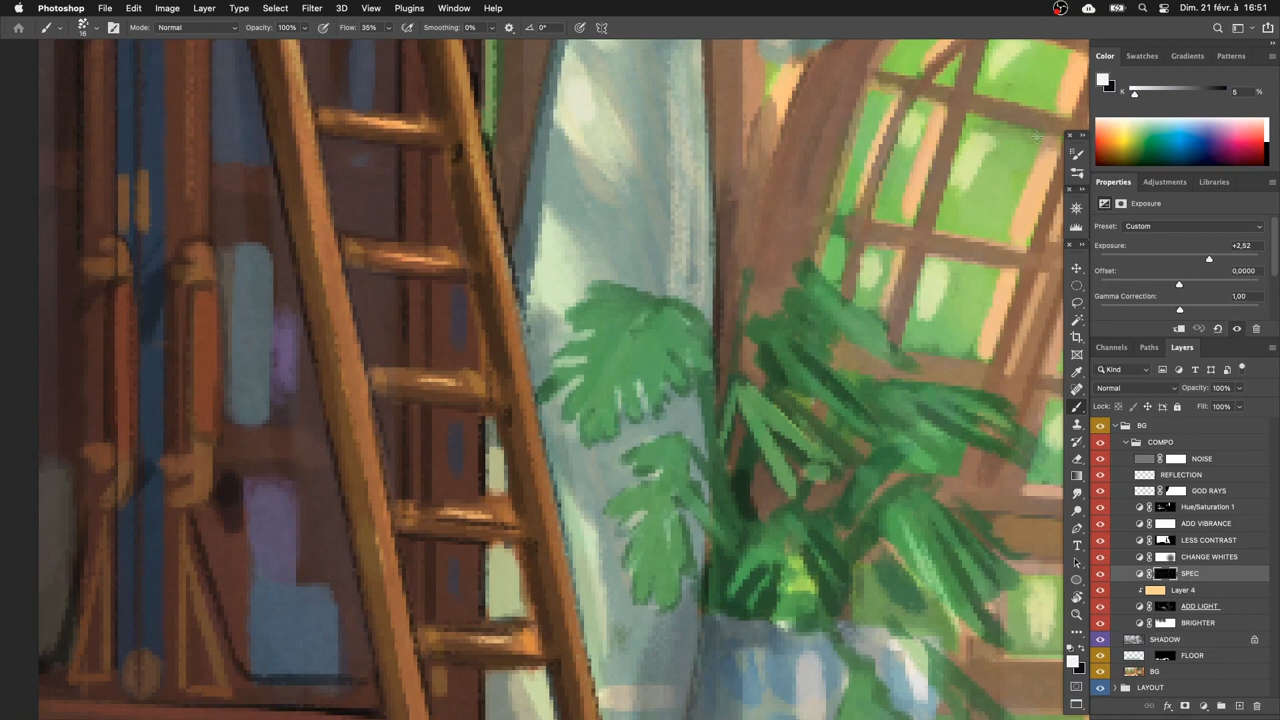 Photoshop File Edit Image Layer Type Select Filter 3D View Plugins Window Help Dim. 21 févr. à 16:51
16 Mode: Normal Opacity: 100% Flow: 35% Smoothing: 0% 0°
Color Swatches Gradients Patterns
K 5 %
Properties Adjustments Libraries
Exposure
Preset: Custom
Exposure: +2,52
Offset: 0,0000
Gamma Correction: 1,00
Channels Paths Layers
Kind
Normal Opacity: 100%
Lock: Fill: 100%
BG
COMPO
NOISE
REFLECTION
GOD RAYS
Hue/Saturation 1
ADD VIBRANCE
LESS CONTRAST
CHANGE WHITES
SPEC
Layer 4
ADD LIGHT
BRIGHTER
SHADOW
FLOOR
BG
LAYOUT